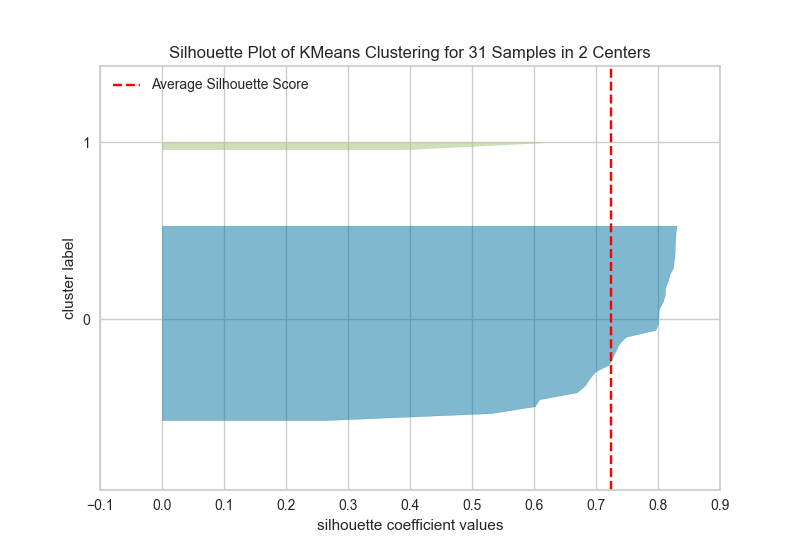 Silhouette Plot of KMeans Clustering for 31 Samples in 2 Centers
Average Silhouette Score
1
0
cluster label
−0.1 0.0 0.1 0.2 0.3 0.4 0.5 0.6 0.7 0.8 0.9
silhouette coefficient values